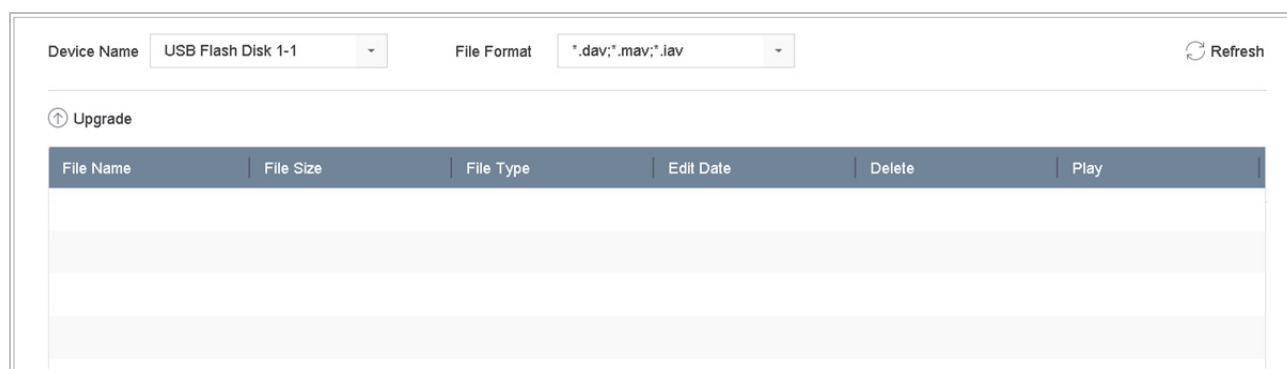 Device Name USB Flash Disk 1-1 File Format *.dav;*.mav;*.iav Refresh
Upgrade
File Name File Size File Type Edit Date Delete Play